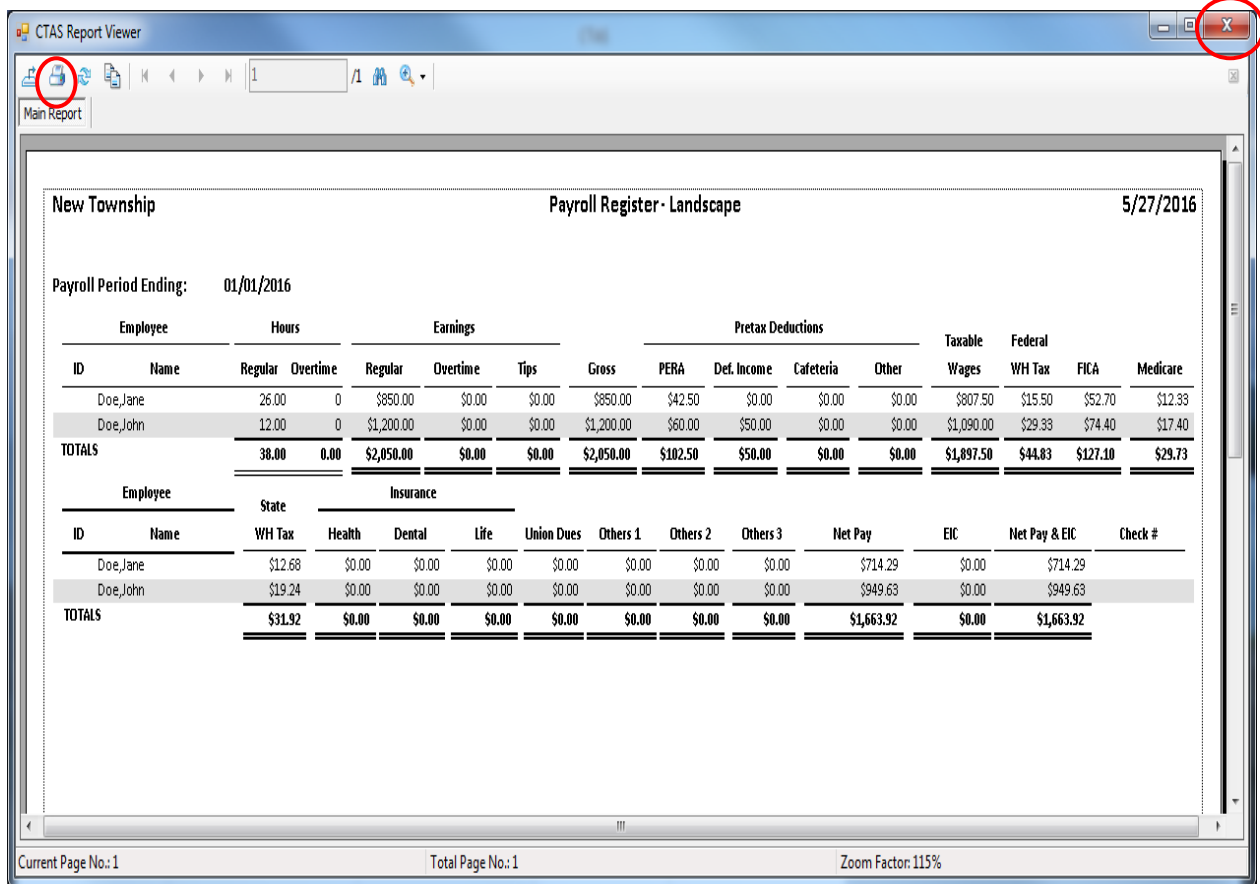 CTAS Report Viewer
1 /1
Main Report
New Township Payroll Register - Landscape 5/27/2016
Payroll Period Ending: 01/01/2016
Employee Hours Earnings Pretax Deductions
Taxable Federal
ID Name Regular Overtime Regular Overtime Tips Gross PERA Def. Income Cafeteria Other Wages WH Tax FICA Medicare
Doe,Jane 26.00 0 $850.00 $0.00 $0.00 $850.00 $42.50 $0.00 $0.00 $0.00 $807.50 $15.50 $52.70 $12.33
Doe,John 12.00 0 $1,200.00 $0.00 $0.00 $1,200.00 $60.00 $50.00 $0.00 $0.00 $1,090.00 $29.33 $74.40 $17.40
TOTALS 38.00 0.00 $2,050.00 $0.00 $0.00 $2,050.00 $102.50 $50.00 $0.00 $0.00 $1,897.50 $44.83 $127.10 $29.73
Employee State Insurance
ID Name WH Tax Health Dental Life Union Dues Others 1 Others 2 Others 3 Net Pay EIC Net Pay & EIC Check #
Doe,Jane $12.68 $0.00 $0.00 $0.00 $0.00 $0.00 $0.00 $0.00 $714.29 $0.00 $714.29
Doe,John $19.24 $0.00 $0.00 $0.00 $0.00 $0.00 $0.00 $0.00 $949.63 $0.00 $949.63
TOTALS $31.92 $0.00 $0.00 $0.00 $0.00 $0.00 $0.00 $0.00 $1,663.92 $0.00 $1,663.92
Current Page No.: 1 Total Page No.: 1 Zoom Factor: 115%